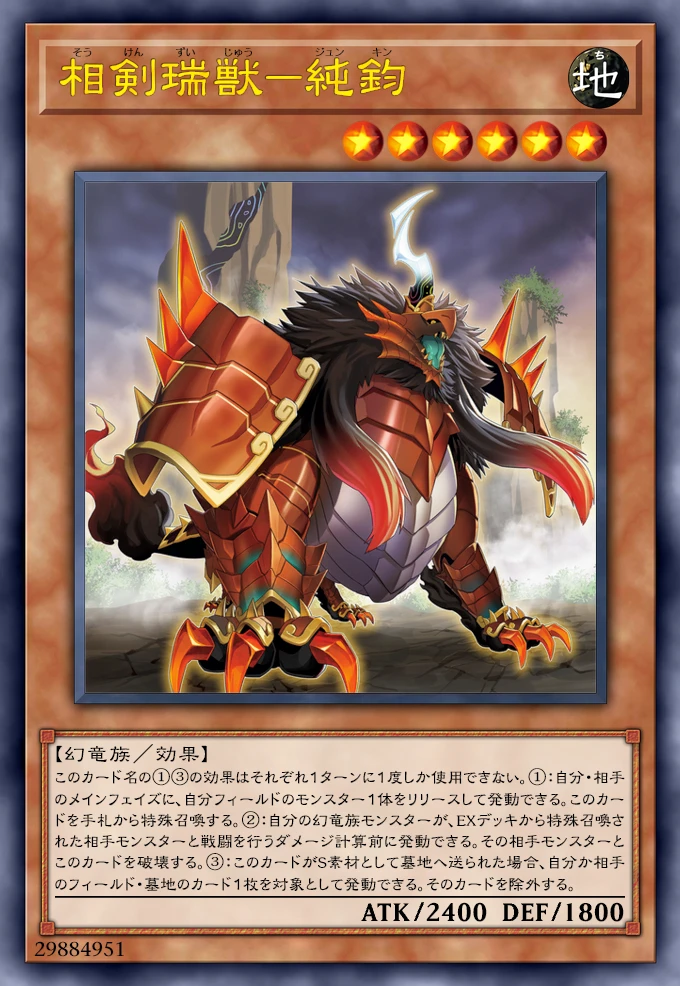 そうけんずいじゅう ジュンキン
相剣瑞獣－純鈞
ち
地
【幻竜族／効果】
このカード名の①③の効果はそれぞれ1ターンに1度しか使用できない。①：自分・相手
のメインフェイズに、自分フィールドのモンスター1体をリリースして発動できる。このカー
ドを手札から特殊召喚する。②：自分の幻竜族モンスターが、EXデッキから特殊召喚さ
れた相手モンスターと戦闘を行うダメージ計算前に発動できる。その相手モンスターと
このカードを破壊する。③：このカードがS素材として墓地へ送られた場合、自分か相手
のフィールド・墓地のカード1枚を対象として発動できる。そのカードを除外する。
ATK/2400 DEF/1800
29884951